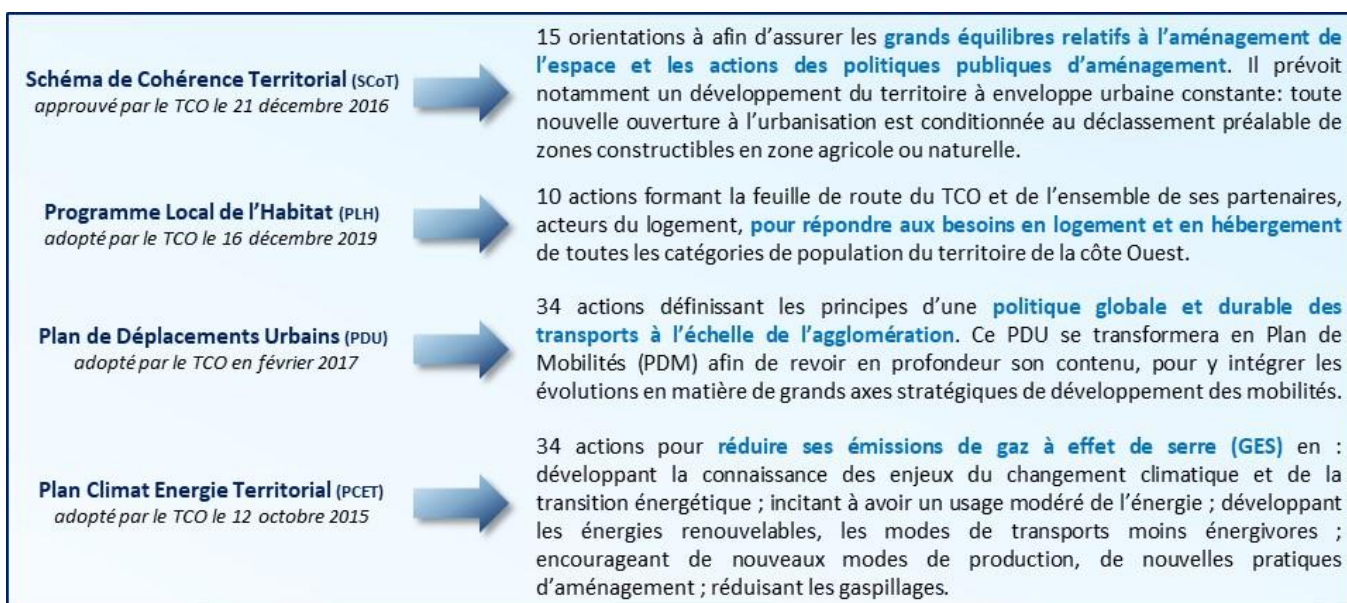 Schéma de Cohérence Territorial (SCoT)
approuvé par le TCO le 21 décembre 2016
15 orientations à afin d’assurer les grands équilibres relatifs à l’aménagement de
l’espace et les actions des politiques publiques d’aménagement. Il prévoit
notamment un développement du territoire à enveloppe urbaine constante: toute
nouvelle ouverture à l’urbanisation est conditionnée au déclassement préalable de
zones constructibles en zone agricole ou naturelle.
Programme Local de l’Habitat (PLH)
adopté par le TCO le 16 décembre 2019
10 actions formant la feuille de route du TCO et de l’ensemble de ses partenaires,
acteurs du logement, pour répondre aux besoins en logement et en hébergement
de toutes les catégories de population du territoire de la côte Ouest.
Plan de Déplacements Urbains (PDU)
adopté par le TCO en février 2017
34 actions définissant les principes d’une politique globale et durable des
transports à l’échelle de l’agglomération. Ce PDU se transformera en Plan de
Mobilités (PDM) afin de revoir en profondeur son contenu, pour y intégrer les
évolutions en matière de grands axes stratégiques de développement des mobilités.
Plan Climat Energie Territorial (PCET)
adopté par le TCO le 12 octobre 2015
34 actions pour réduire ses émissions de gaz à effet de serre (GES) en :
développant la connaissance des enjeux du changement climatique et de la
transition énergétique ; incitant à avoir un usage modéré de l’énergie ; développant
les énergies renouvelables, les modes de transports moins énergivores ;
encourageant de nouveaux modes de production, de nouvelles pratiques
d’aménagement ; réduisant les gaspillages.